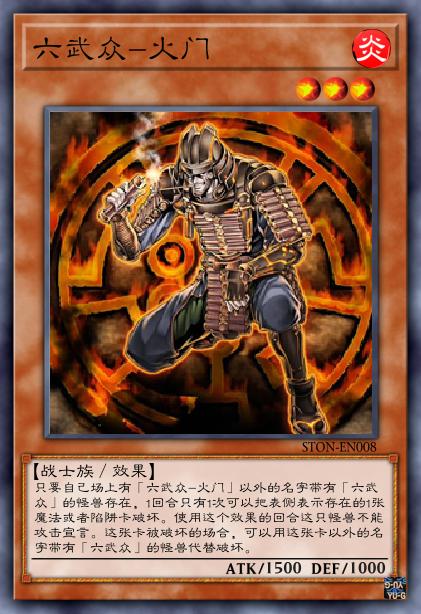 六武众-火门
炎
STON-EN008
【战士族/效果】
只要自己场上有「六武众-火门」以外的名字带有「六武
众」的怪兽存在，1回合只有1次可以把表侧表示存在的1张
魔法或者陷阱卡破坏。使用这个效果的回合这只怪兽不能
攻击宣言。这张卡被破坏的场合，可以用这张卡以外的名
字带有「六武众」的怪兽代替破坏。
ATK/1500 DEF/1000